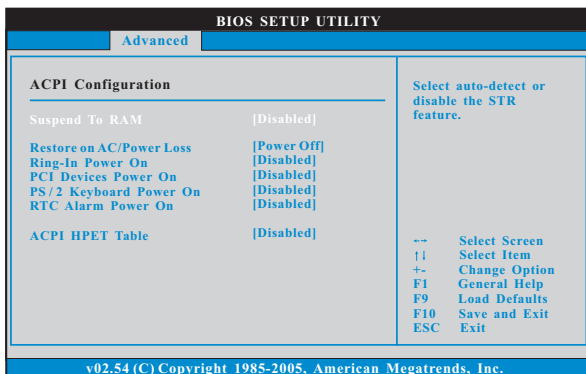 BIOS SETUP UTILITY
Advanced
ACPI Configuration
Suspend To RAM [Disabled]
Restore on AC/Power Loss [Power Off]
Ring-In Power On [Disabled]
PCI Devices Power On [Disabled]
PS / 2 Keyboard Power On [Disabled]
RTC Alarm Power On [Disabled]
ACPI HPET Table [Disabled]
Select auto-detect or
disable the STR
feature.
←→ Select Screen
↑↓ Select Item
+- Change Option
F1 General Help
F9 Load Defaults
F10 Save and Exit
ESC Exit
v02.54 (C) Copyright 1985-2005, American Megatrends, Inc.